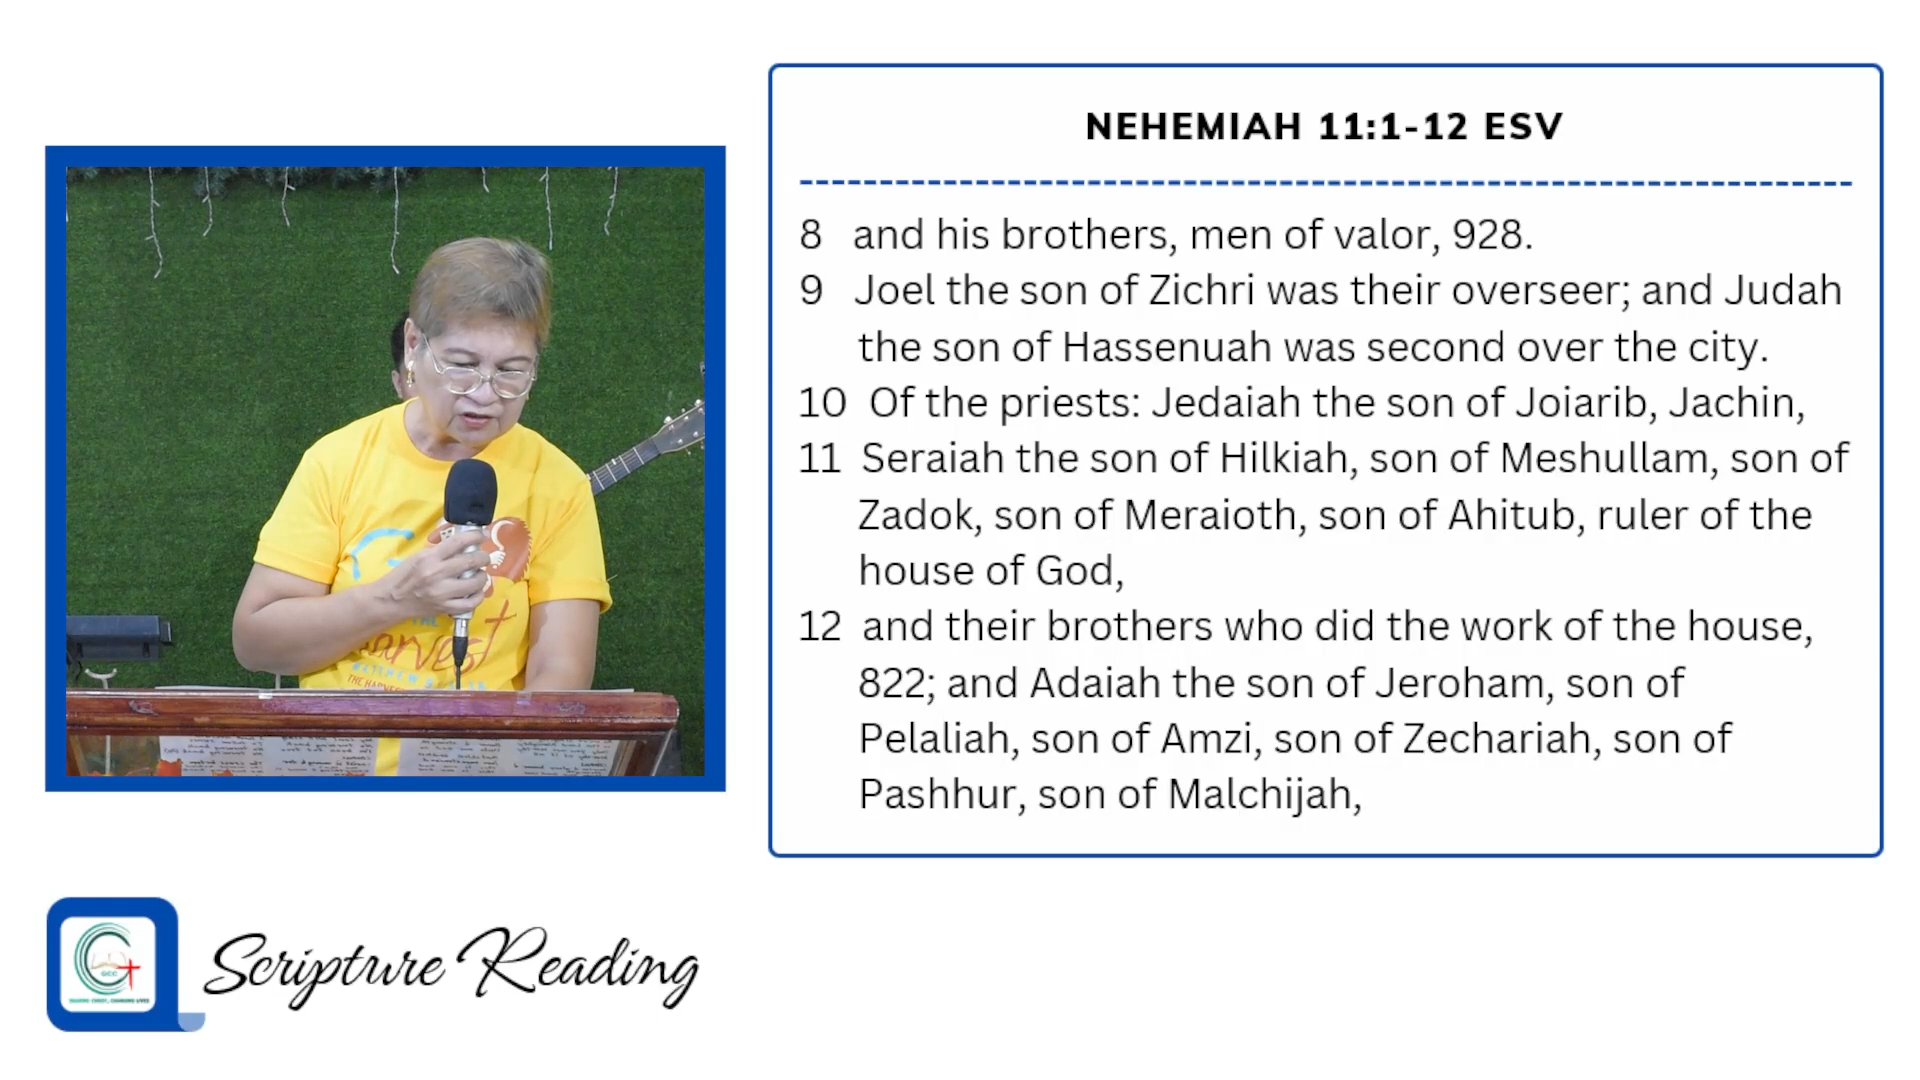 NEHEMIAH 11:1-12 ESV
8 and his brothers, men of valor, 928.
9 Joel the son of Zichri was their overseer; and Judah
the son of Hassenuah was second over the city.
10 Of the priests: Jedaiah the son of Joiarib, Jachin,
11 Seraiah the son of Hilkiah, son of Meshullam, son of
Zadok, son of Meraioth, son of Ahitub, ruler of the
house of God,
12 and their brothers who did the work of the house,
822; and Adaiah the son of Jeroham, son of
Pelaliah, son of Amzi, son of Zechariah, son of
Pashhur, son of Malchijah,
MATTHEW 9
GCC
Scripture Reading